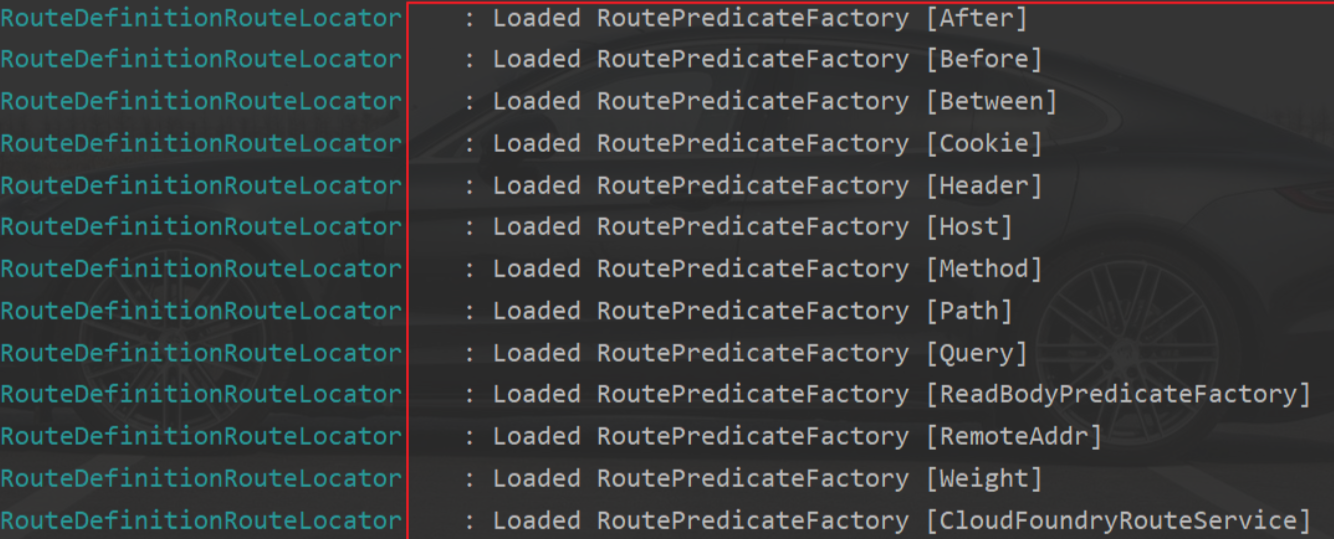 RouteDefinitionRouteLocator : Loaded RoutePredicateFactory [After]
RouteDefinitionRouteLocator : Loaded RoutePredicateFactory [Before]
RouteDefinitionRouteLocator : Loaded RoutePredicateFactory [Between]
RouteDefinitionRouteLocator : Loaded RoutePredicateFactory [Cookie]
RouteDefinitionRouteLocator : Loaded RoutePredicateFactory [Header]
RouteDefinitionRouteLocator : Loaded RoutePredicateFactory [Host]
RouteDefinitionRouteLocator : Loaded RoutePredicateFactory [Method]
RouteDefinitionRouteLocator : Loaded RoutePredicateFactory [Path]
RouteDefinitionRouteLocator : Loaded RoutePredicateFactory [Query]
RouteDefinitionRouteLocator : Loaded RoutePredicateFactory [ReadBodyPredicateFactory]
RouteDefinitionRouteLocator : Loaded RoutePredicateFactory [RemoteAddr]
RouteDefinitionRouteLocator : Loaded RoutePredicateFactory [Weight]
RouteDefinitionRouteLocator : Loaded RoutePredicateFactory [CloudFoundryRouteService]